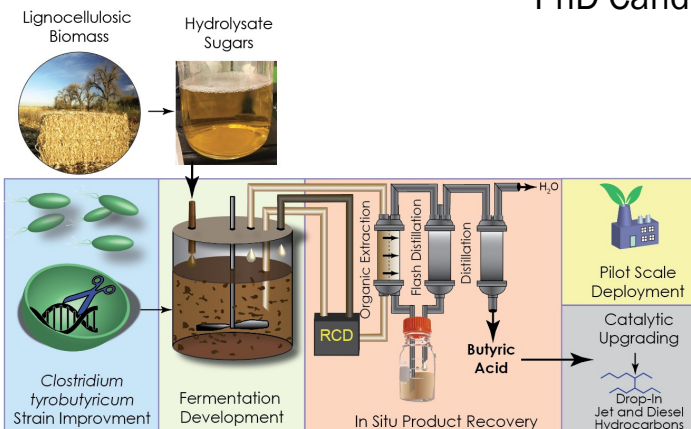 PhD Cand
Lignocellulosic
Biomass
Hydrolysate
Sugars
H₂O
Organic Extraction
Flash Distillation
Distillation
RCD
Butyric
Acid
Clostridium
tyrobutyricum
Strain Improvment
Fermentation
Development
In Situ Product Recovery
Pilot Scale
Deployment
Catalytic
Upgrading
Drop-In
Jet and Diesel
Hydrocarbons